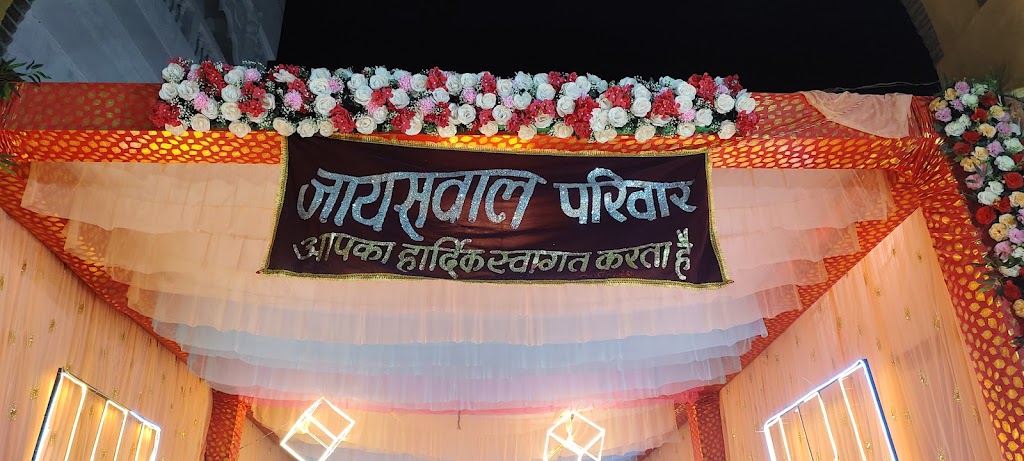 जायसवाल परिवार
आपका हार्दिक स्वागत करता है